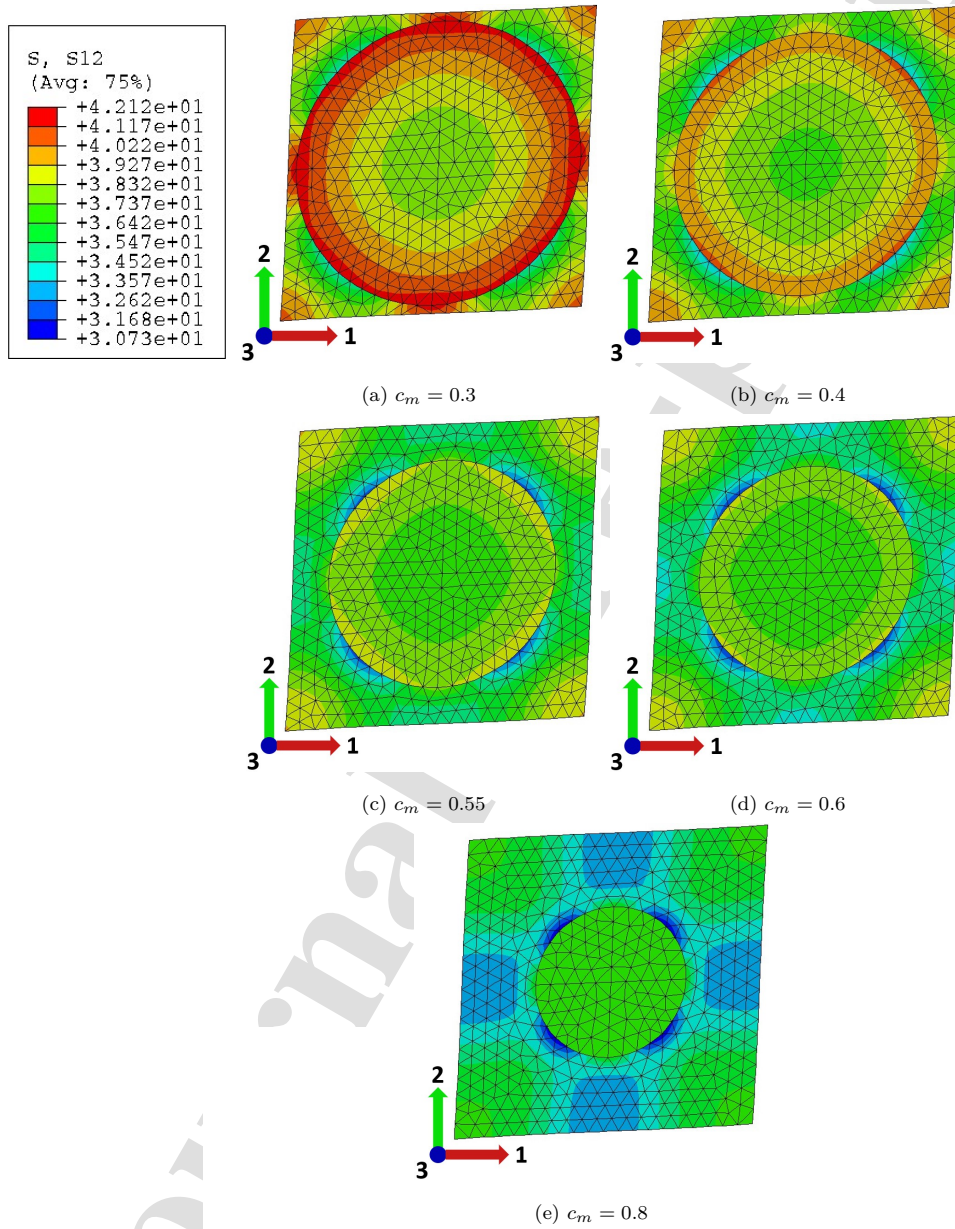 S, S12
(Avg: 75%)
+4.212e+01
+4.117e+01
+4.022e+01
+3.927e+01
+3.832e+01
+3.737e+01
+3.642e+01
+3.547e+01
+3.452e+01
+3.357e+01
+3.262e+01
+3.168e+01
+3.073e+01
2
3
1
(a) c_m = 0.3
2
3
1
(b) c_m = 0.4
2
3
1
(c) c_m = 0.55
2
3
1
(d) c_m = 0.6
2
3
1
(e) c_m = 0.8